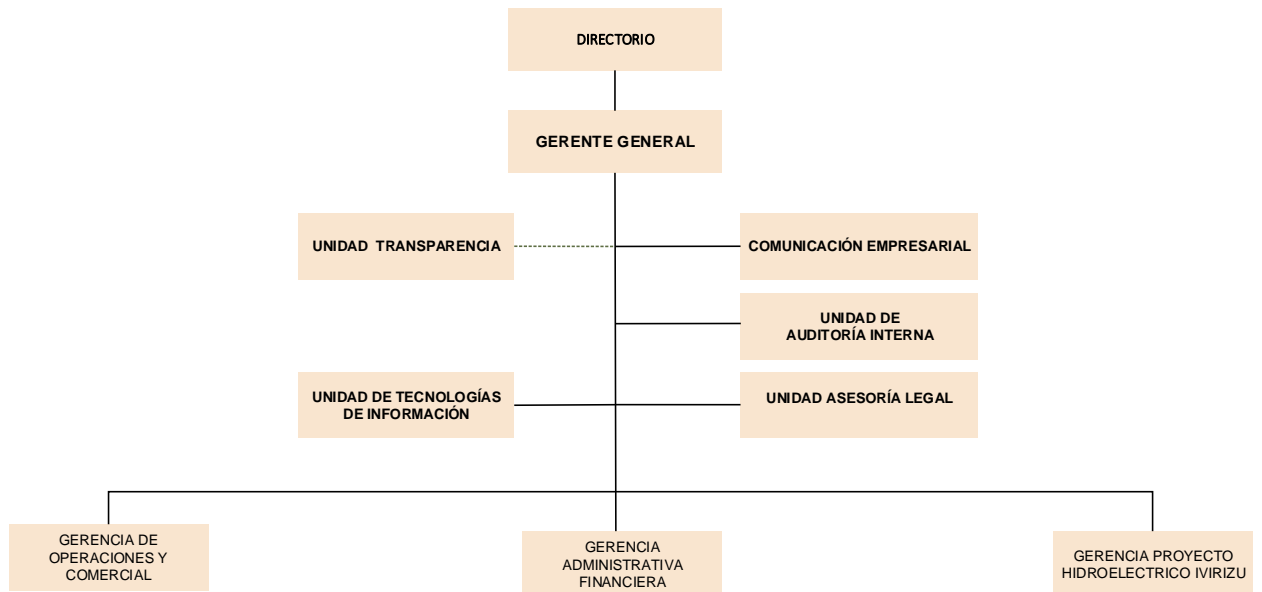 DIRECTORIO
GERENTE GENERAL
UNIDAD TRANSPARENCIA
COMUNICACIÓN EMPRESARIAL
UNIDAD DE
AUDITORÍA INTERNA
UNIDAD DE TECNOLOGÍAS
DE INFORMACIÓN
UNIDAD ASESORÍA LEGAL
GERENCIA DE
OPERACIONES Y
COMERCIAL
GERENCIA
ADMINISTRATIVA
FINANCIERA
GERENCIA PROYECTO
HIDROELECTRICO IVIRIZU